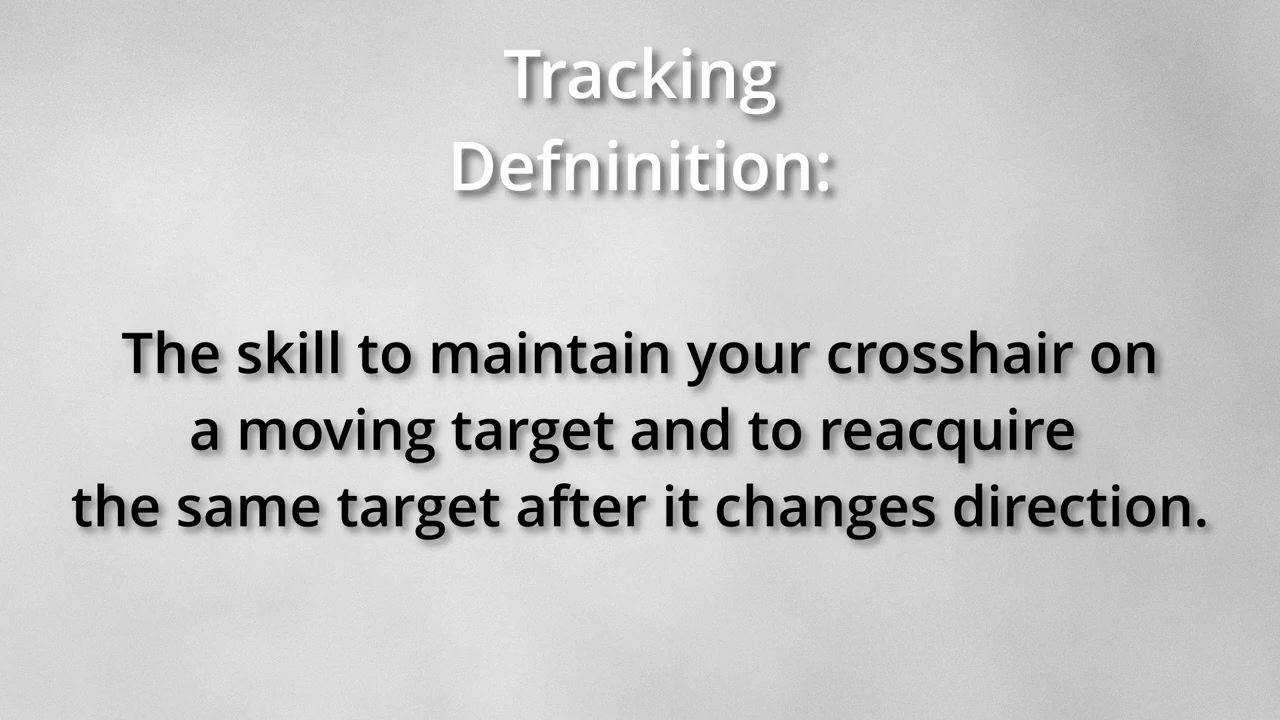 Tracking
Defninition:
The skill to maintain your crosshair on
a moving target and to reacquire
the same target after it changes direction.